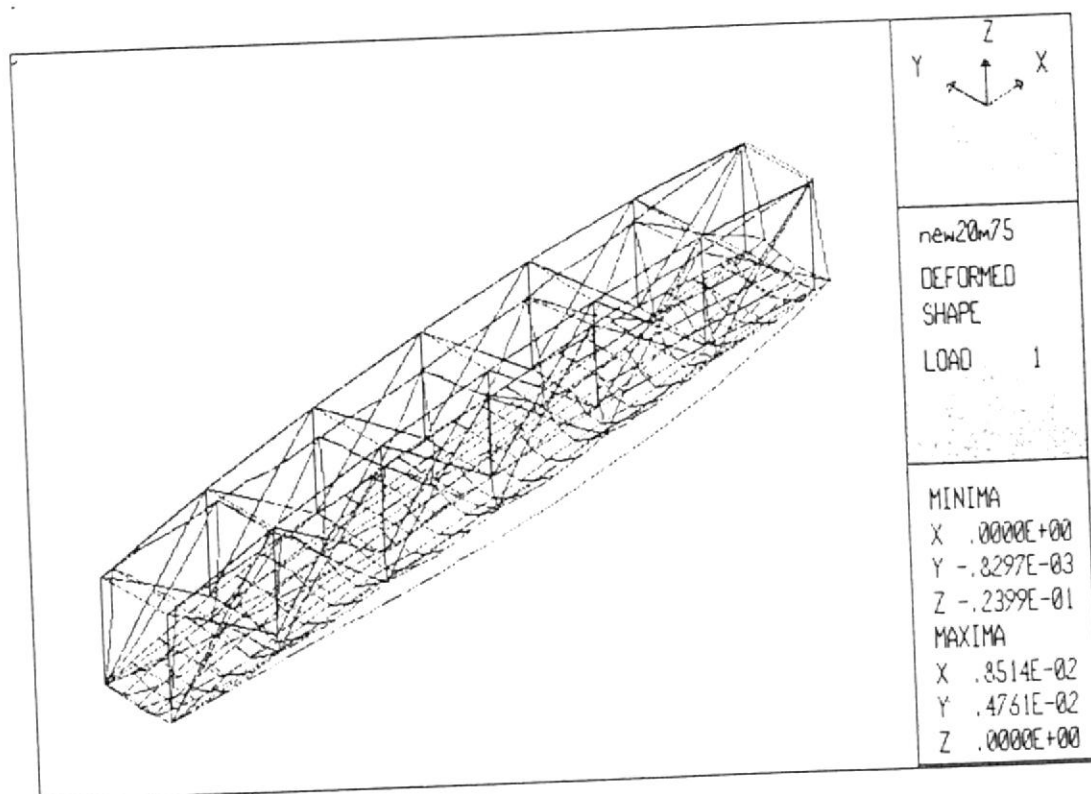 Z
Y X
new20m75
DEFORMED
SHAPE
LOAD 1
MINIMA
X .0000E+00
Y -.8297E-03
Z -.2399E-01
MAXIMA
X .8514E-02
Y .4761E-02
Z .0000E+00